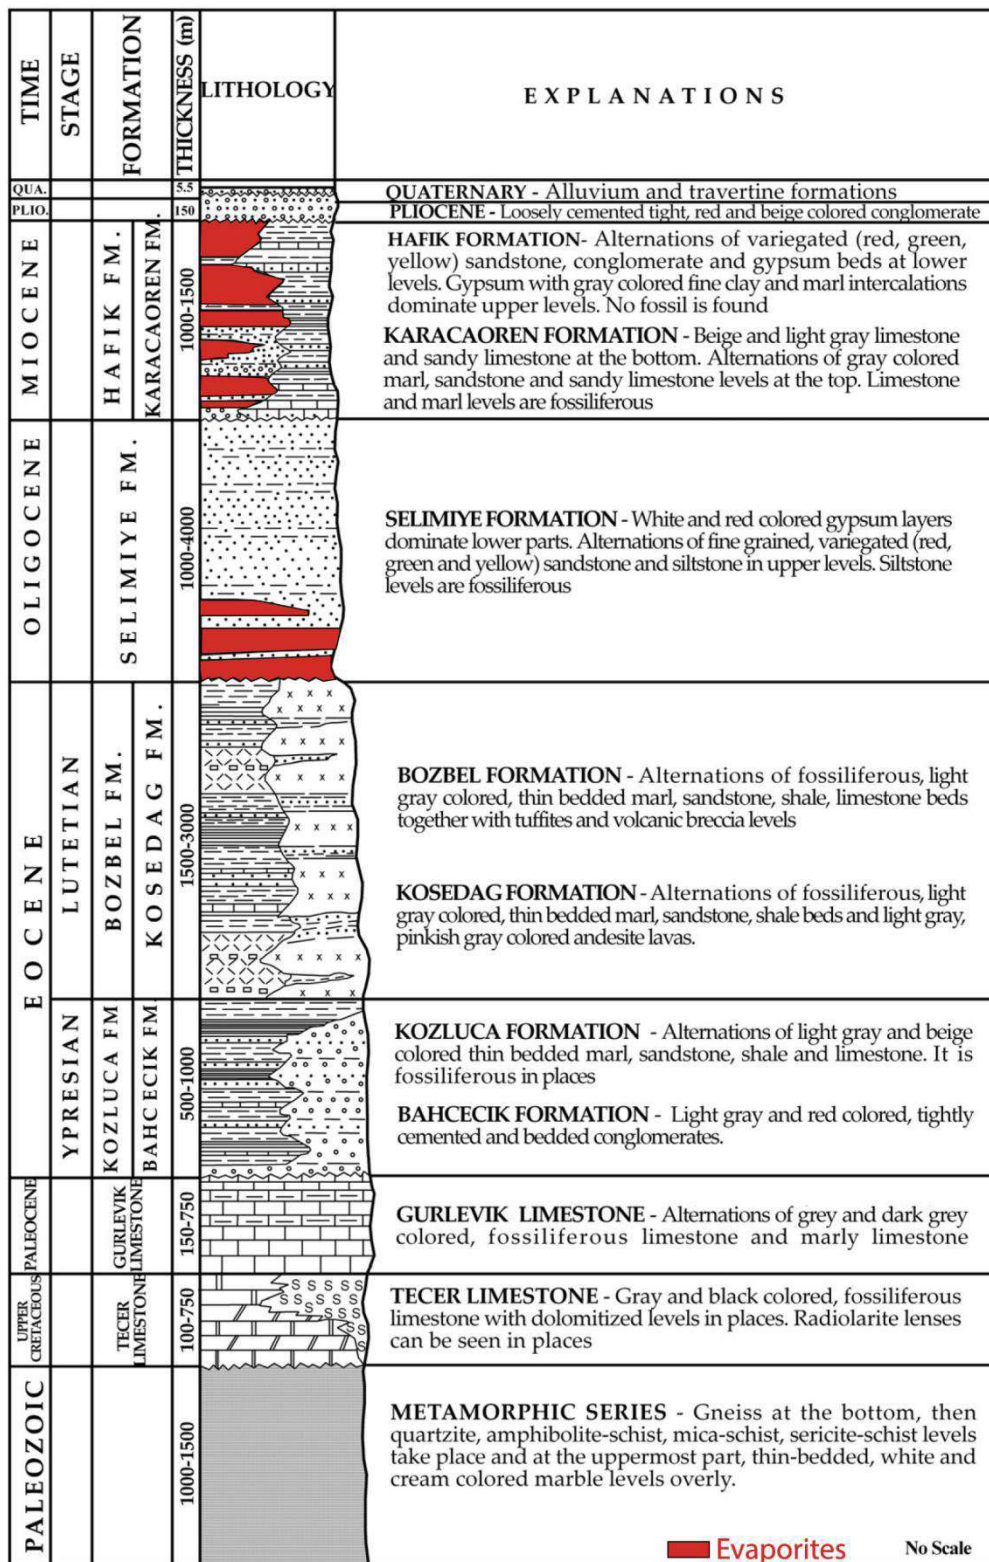 TIME
STAGE
FORMATION
THICKNESS (m)
LITHOLOGY
EXPLANATIONS
QUA.
5.5
QUATERNARY - Alluvium and travertine formations
PLIO.
150
PLIOCENE - Loosely cemented tight, red and beige colored conglomerate
MIOCENE
HAFIK FM.
KARACAOREN FM.
1000-1500
HAFIK FORMATION- Alternations of variegated (red, green,
yellow) sandstone, conglomerate and gypsum beds at lower
levels. Gypsum with gray colored fine clay and marl intercalations
dominate upper levels. No fossil is found
KARACAOREN FORMATION - Beige and light gray limestone
and sandy limestone at the bottom. Alternations of gray colored
marl, sandstone and sandy limestone levels at the top. Limestone
and marl levels are fossiliferous
OLIGOCENE
SELIMIYE FM.
1000-4000
SELIMIYE FORMATION - White and red colored gypsum layers
dominate lower parts. Alternations of fine grained, variegated (red,
green and yellow) sandstone and siltstone in upper levels. Siltstone
levels are fossiliferous
EOCENE
LUTETIAN
BOZBEL FM.
KOSEDAG FM.
1500-3000
BOZBEL FORMATION - Alternations of fossiliferous, light
gray colored, thin bedded marl, sandstone, shale, limestone beds
together with tuffites and volcanic breccia levels
KOSEDAG FORMATION - Alternations of fossiliferous, light
gray colored, thin bedded marl, sandstone, shale beds and light gray,
pinkish gray colored andesite lavas.
YPRESIAN
KOZLUCA FM
BAHCECIK FM.
500-1000
KOZLUCA FORMATION - Alternations of light gray and beige
colored thin bedded marl, sandstone, shale and limestone. It is
fossiliferous in places
BAHCECIK FORMATION - Light gray and red colored, tightly
cemented and bedded conglomerates.
PALEOCENE
GURLEVIK
LIMESTONE
150-750
GURLEVIK LIMESTONE - Alternations of grey and dark grey
colored, fossiliferous limestone and marly limestone
UPPER
CRETACEOUS
TECER
LIMESTONE
100-750
TECER LIMESTONE - Gray and black colored, fossiliferous
limestone with dolomitized levels in places. Radiolarite lenses
can be seen in places
PALEOZOIC
1000-1500
METAMORPHIC SERIES - Gneiss at the bottom, then
quartzite, amphibolite-schist, mica-schist, sericite-schist levels
take place and at the uppermost part, thin-bedded, white and
cream colored marble levels overly.
Evaporites
No Scale